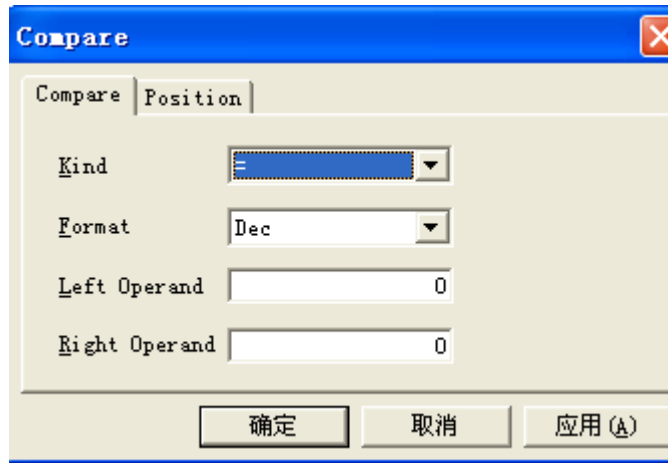 Compare
Compare Position
Kind =
Format Dec
Left Operand 0
Right Operand 0
确定 取消 应用(A)